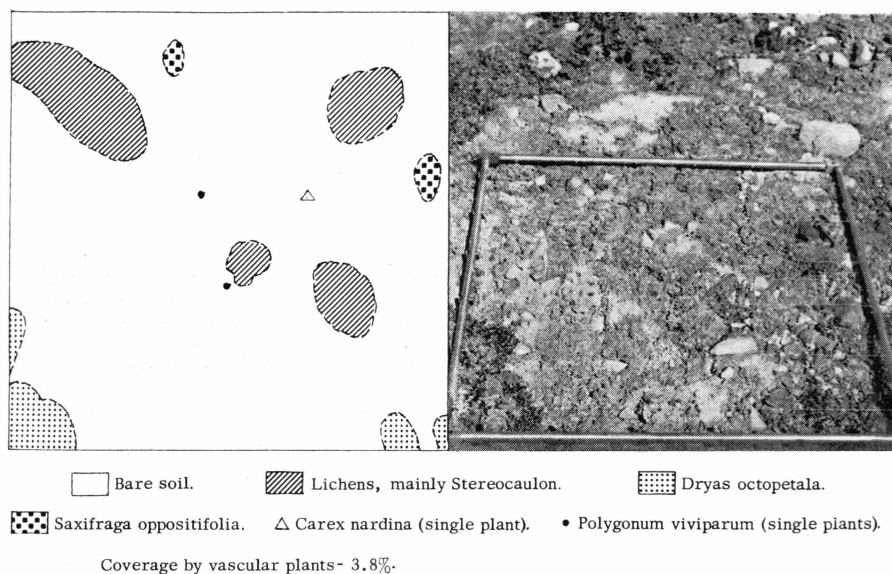 Bare soil. Lichens, mainly Stereocaulon. Dryas octopetala.
Saxifraga oppositifolia. Carex nardina (single plant). Polygonum viviparum (single plants).
Coverage by vascular plants- 3.8%.